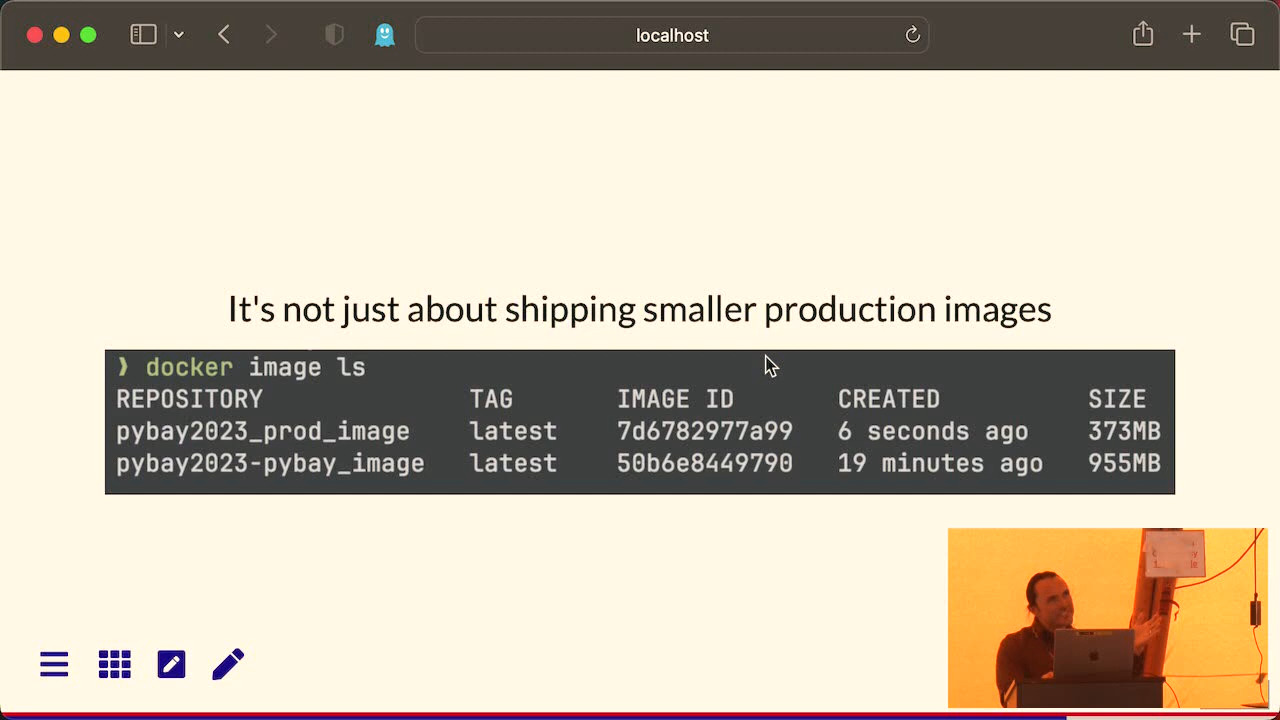 localhost
It's not just about shipping smaller production images
❯ docker image ls
REPOSITORY TAG IMAGE ID CREATED SIZE
pybay2023_prod_image latest 7d6782977a99 6 seconds ago 373MB
pybay2023-pybay_image latest 50b6e8449790 19 minutes ago 955MB